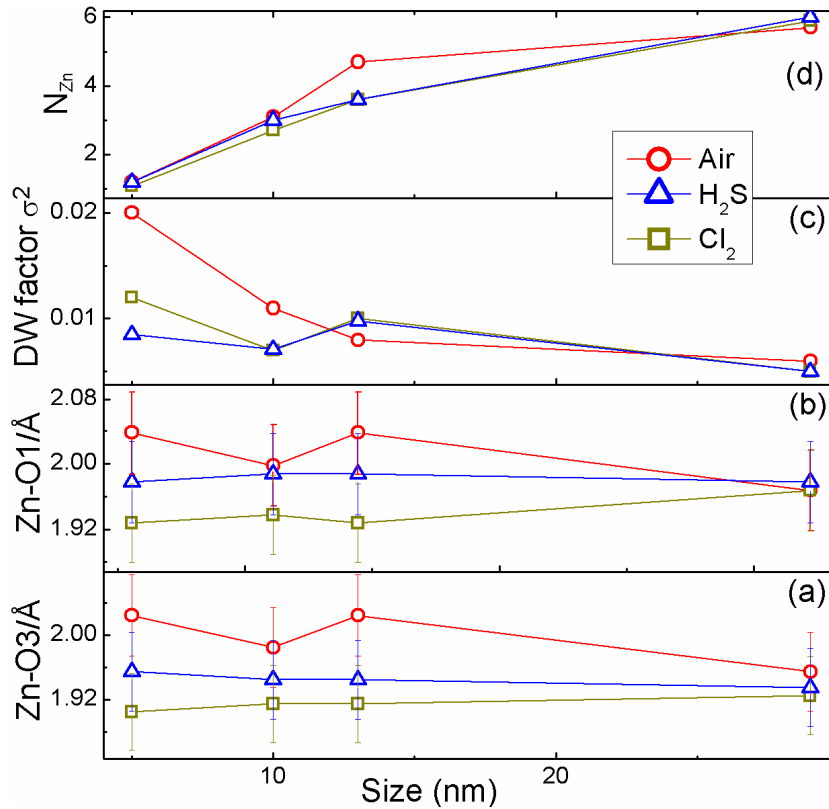 6
4
2
N_Zn
(d)
Air
H₂S
Cl₂
0.02
0.01
DW factor σ²
(c)
2.08
2.00
1.92
Zn-O1/Å
(b)
2.00
1.92
Zn-O3/Å
(a)
10
20
Size (nm)